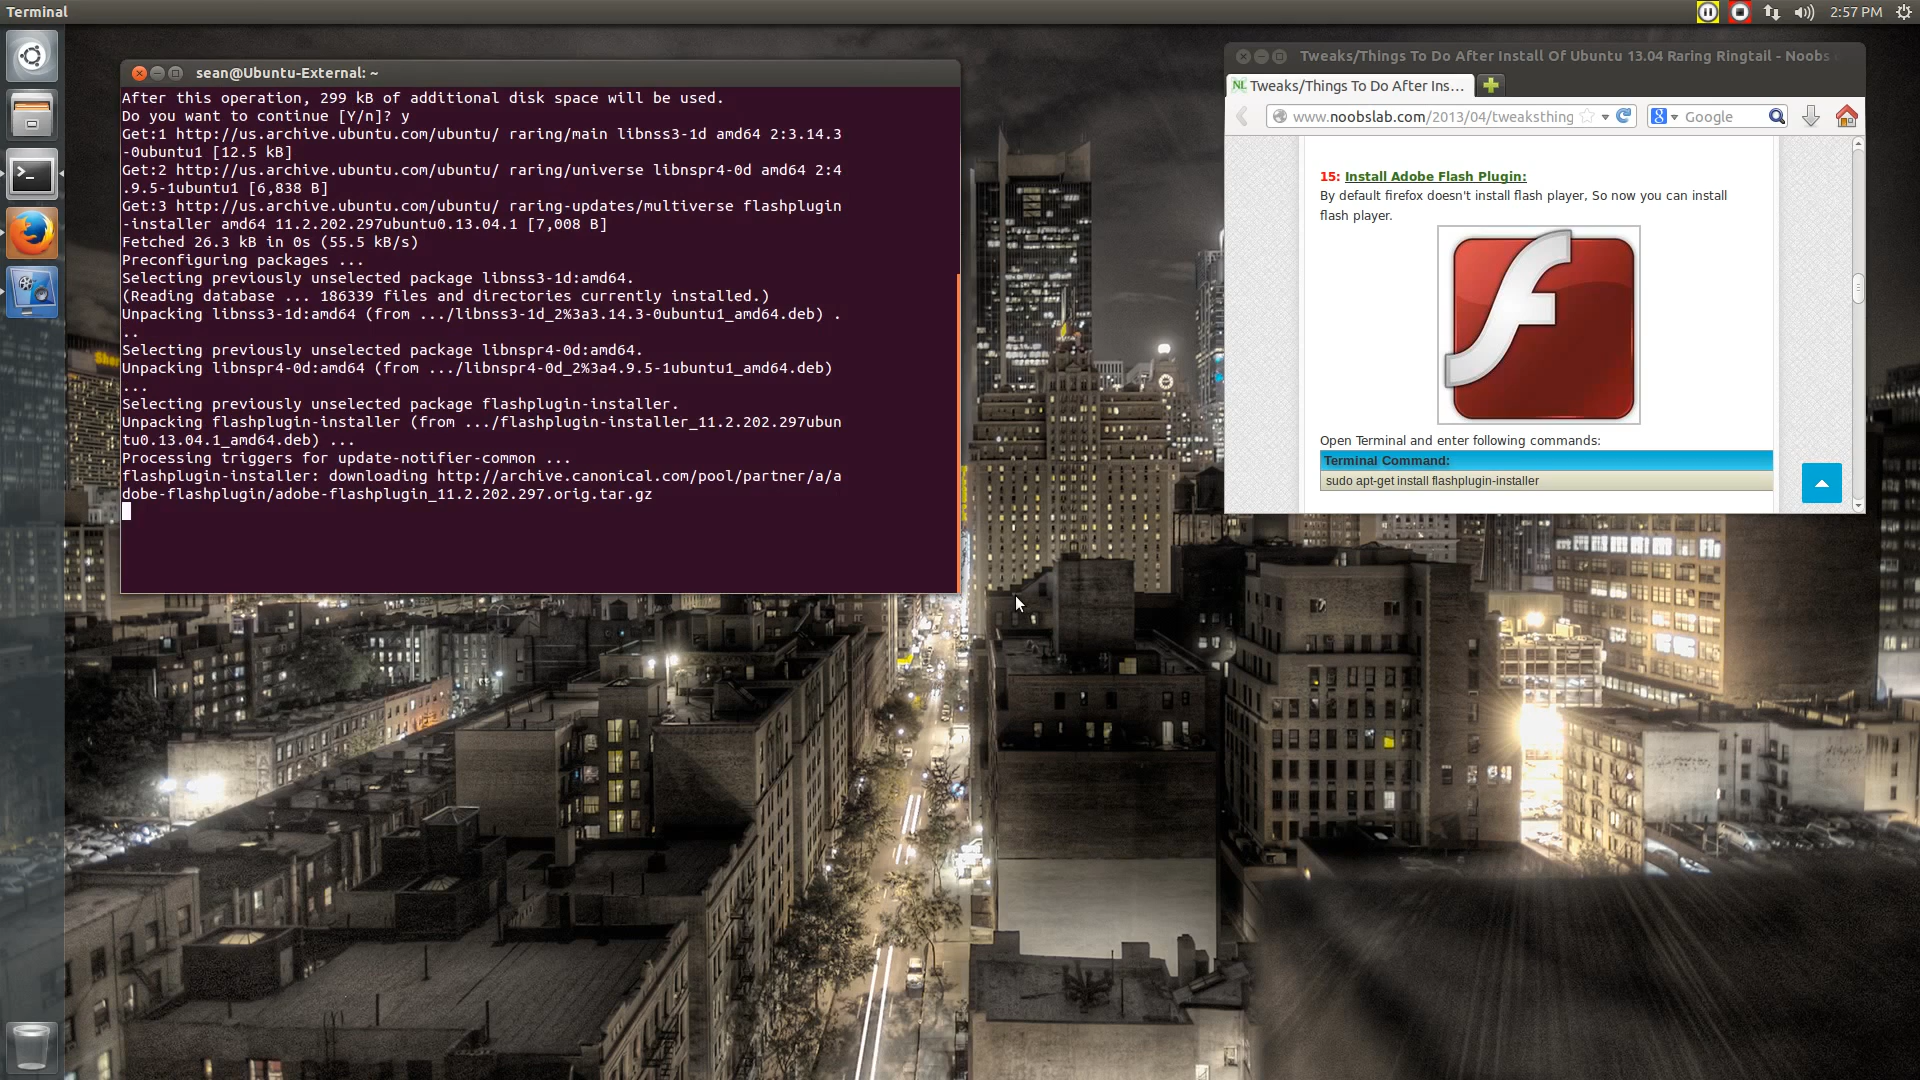 Terminal
2:57 PM
sean@Ubuntu-External: ~
After this operation, 299 kB of additional disk space will be used.
Do you want to continue [Y/n]? y
Get:1 http://us.archive.ubuntu.com/ubuntu/ raring/main libnss3-1d amd64 2:3.14.3
-0ubuntu1 [12.5 kB]
Get:2 http://us.archive.ubuntu.com/ubuntu/ raring/universe libnspr4-0d amd64 2:4
.9.5-1ubuntu1 [6,838 B]
Get:3 http://us.archive.ubuntu.com/ubuntu/ raring-updates/multiverse flashplugin
-installer amd64 11.2.202.297ubuntu0.13.04.1 [7,008 B]
Fetched 26.3 kB in 0s (55.5 kB/s)
Preconfiguring packages ...
Selecting previously unselected package libnss3-1d:amd64.
(Reading database ... 186339 files and directories currently installed.)
Unpacking libnss3-1d:amd64 (from .../libnss3-1d_2%3a3.14.3-0ubuntu1_amd64.deb) .
..
Selecting previously unselected package libnspr4-0d:amd64.
Unpacking libnspr4-0d:amd64 (from .../libnspr4-0d_2%3a4.9.5-1ubuntu1_amd64.deb)
...
Selecting previously unselected package flashplugin-installer.
Unpacking flashplugin-installer (from .../flashplugin-installer_11.2.202.297ubun
tu0.13.04.1_amd64.deb) ...
Processing triggers for update-notifier-common ...
flashplugin-installer: downloading http://archive.canonical.com/pool/partner/a/a
dobe-flashplugin/adobe-flashplugin_11.2.202.297.orig.tar.gz
Tweaks/Things To Do After Install Of Ubuntu 13.04 Raring Ringtail - Noobs
NL Tweaks/Things To Do After Ins...
www.noobslab.com/2013/04/tweaksthing
Google
15: Install Adobe Flash Plugin:
By default firefox doesn't install flash player, So now you can install
flash player.
Open Terminal and enter following commands:
Terminal Command:
sudo apt-get install flashplugin-installer